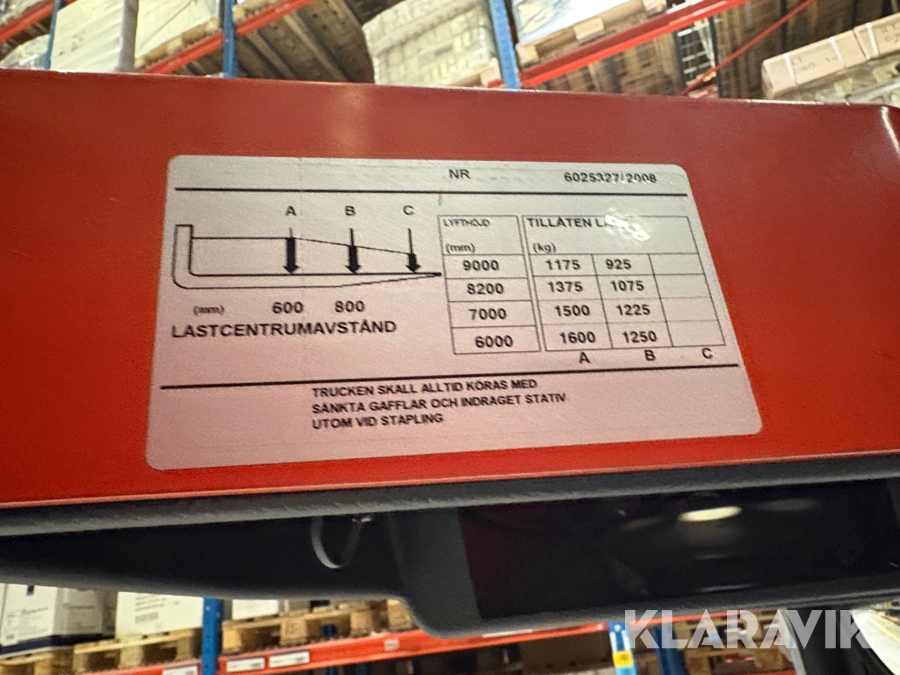 NR 6025327/2008
A B C
(mm) 600 800
LASTCENTRUMAVSTÅND
LYFTHÖJD TILLÅTEN
(mm) (kg)
9000 1175 925
8200 1375 1075
7000 1500 1225
6000 1600 1250
A B C
TRUCKEN SKALL ALLTID KÖRAS MED
SÄNKTA GAFFLAR OCH INDRAGET STATIV
UTOM VID STAPLING
KLARAVIK